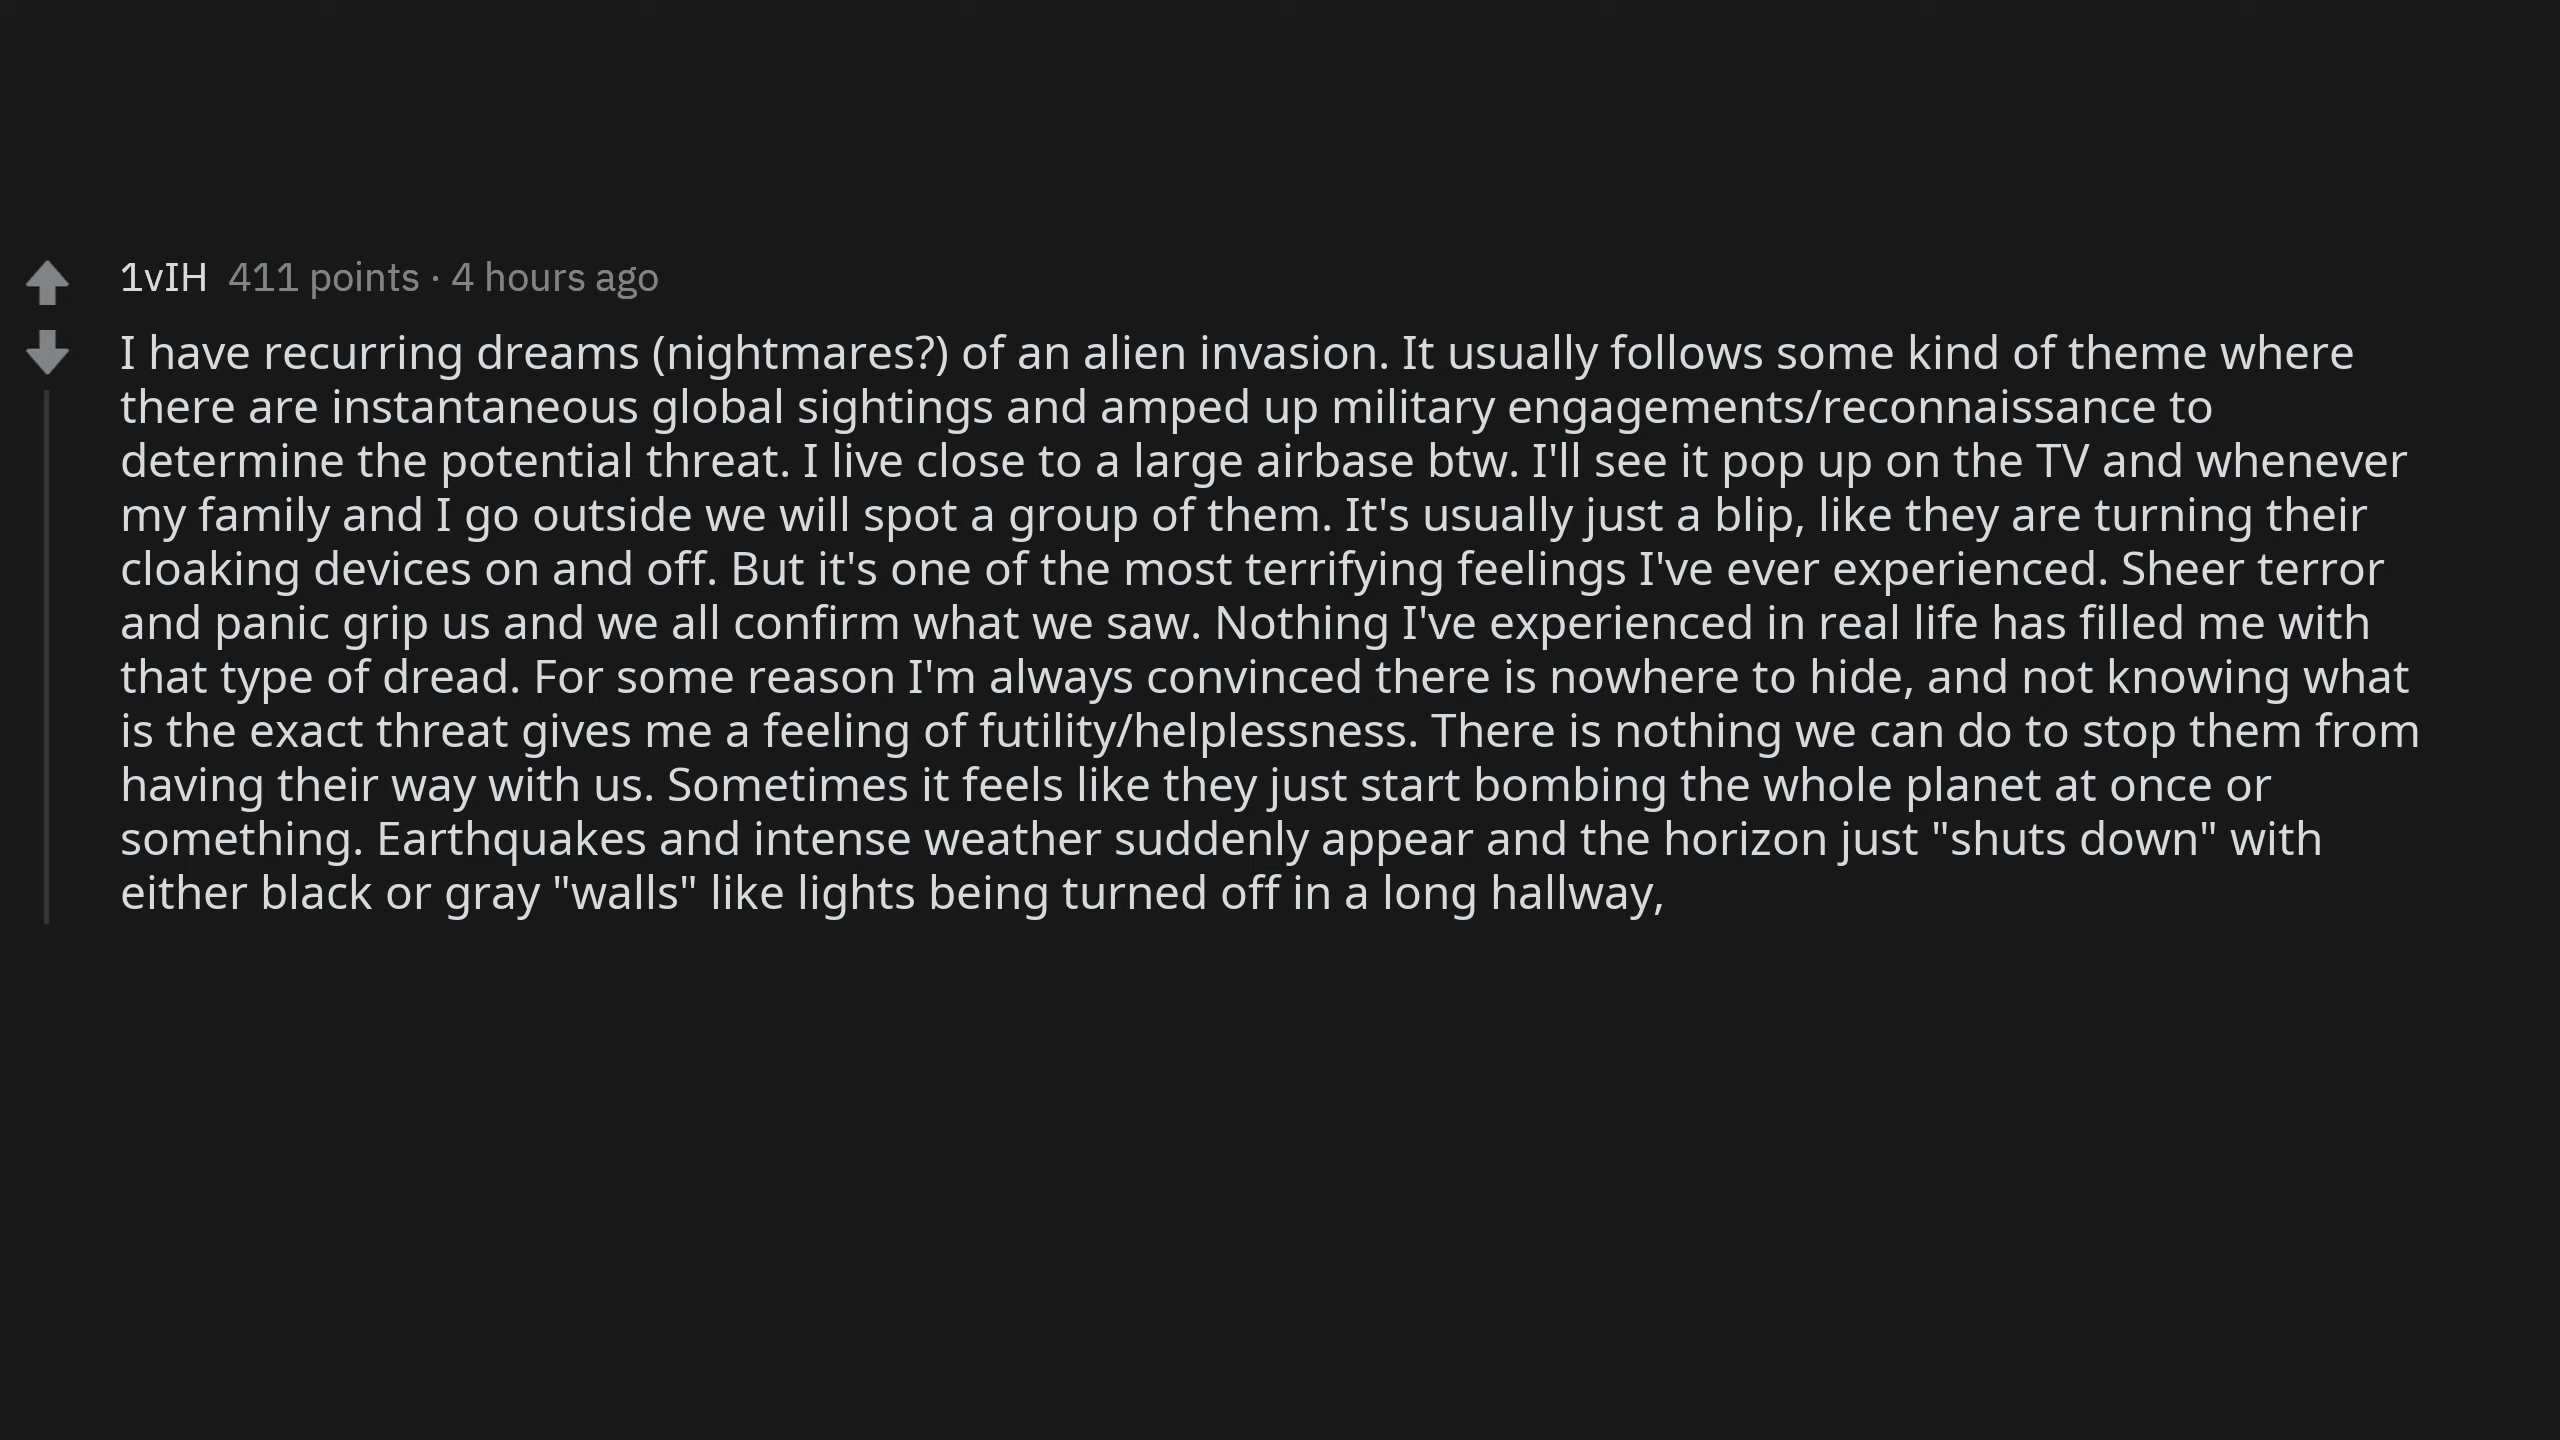 1vIH 411 points · 4 hours ago
I have recurring dreams (nightmares?) of an alien invasion. It usually follows some kind of theme where
there are instantaneous global sightings and amped up military engagements/reconnaissance to
determine the potential threat. I live close to a large airbase btw. I'll see it pop up on the TV and whenever
my family and I go outside we will spot a group of them. It's usually just a blip, like they are turning their
cloaking devices on and off. But it's one of the most terrifying feelings I've ever experienced. Sheer terror
and panic grip us and we all confirm what we saw. Nothing I've experienced in real life has filled me with
that type of dread. For some reason I'm always convinced there is nowhere to hide, and not knowing what
is the exact threat gives me a feeling of futility/helplessness. There is nothing we can do to stop them from
having their way with us. Sometimes it feels like they just start bombing the whole planet at once or
something. Earthquakes and intense weather suddenly appear and the horizon just "shuts down" with
either black or gray "walls" like lights being turned off in a long hallway,